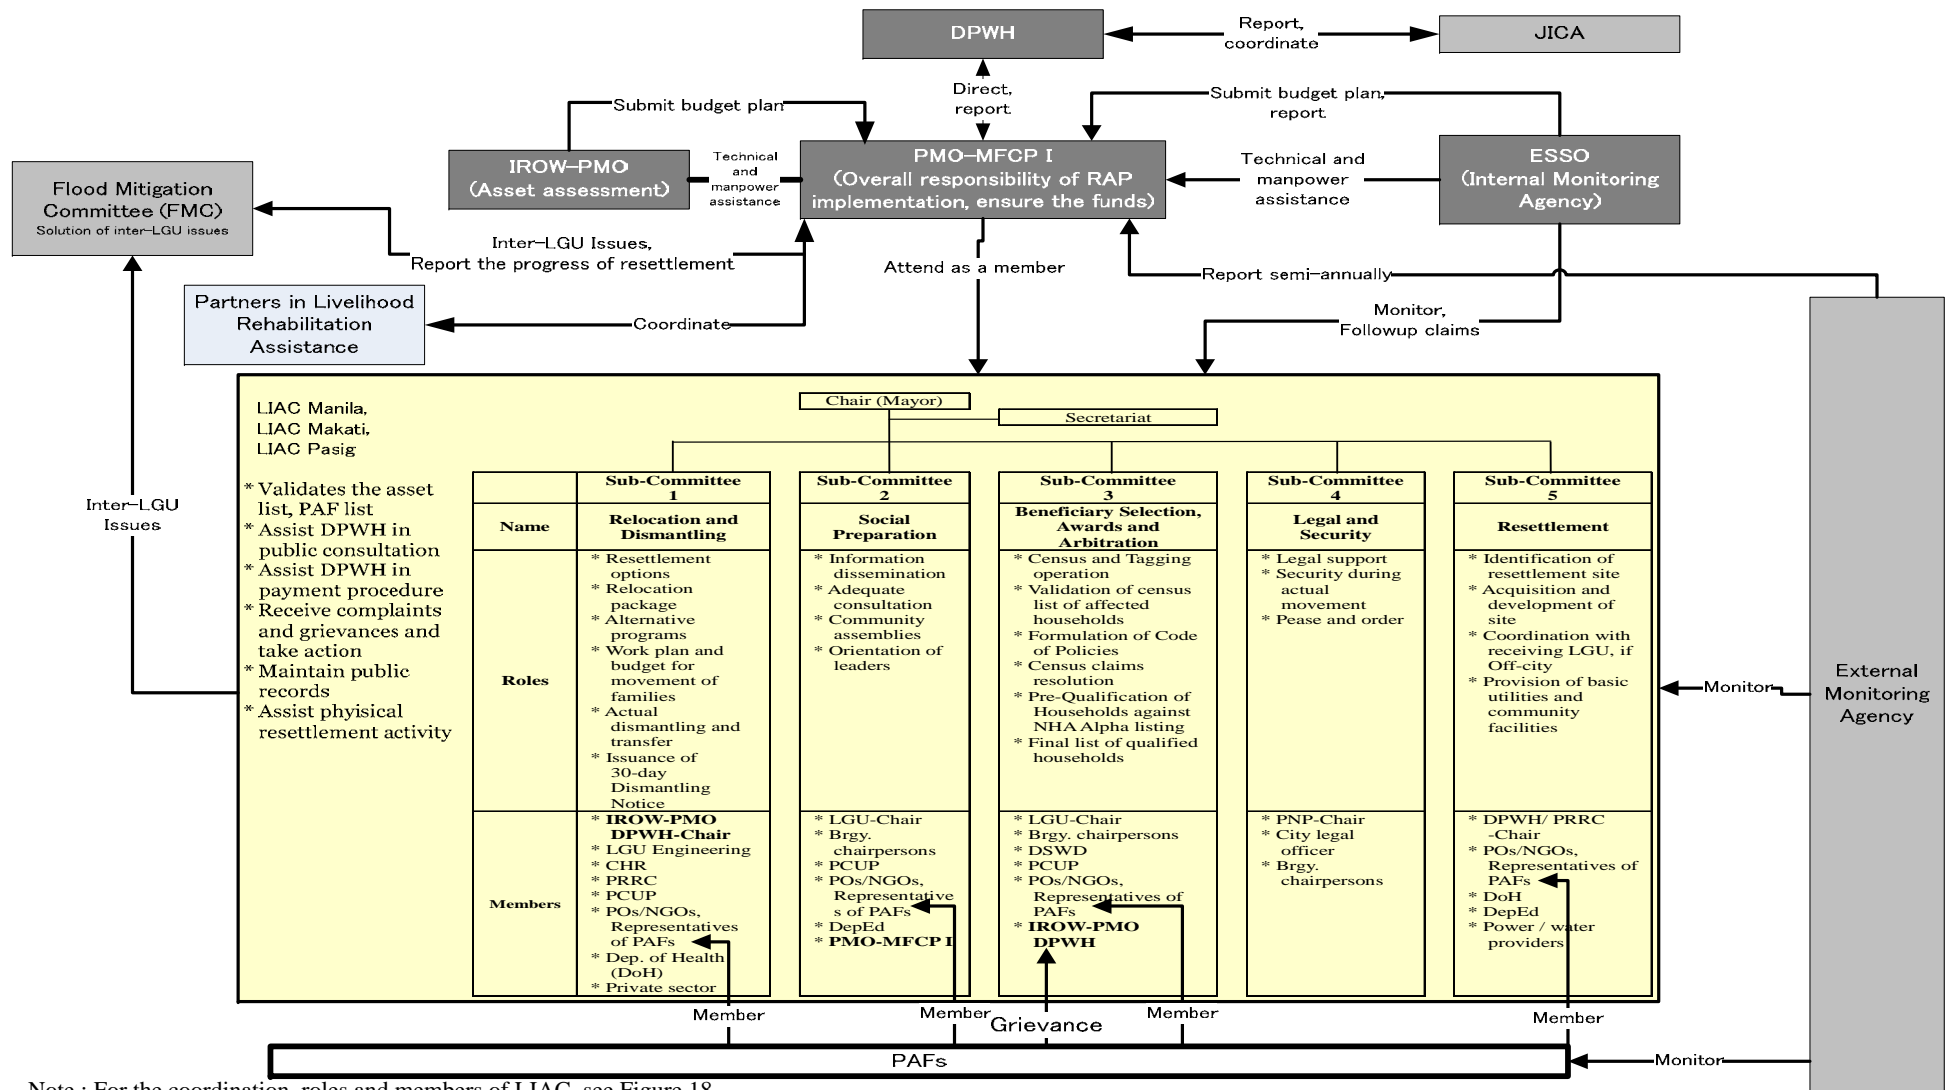 DPWH
Report,
coordinate
JICA
Direct,
report
Submit budget plan
Submit budget plan,
report
IROW-PMO
(Asset assessment)
Technical
and
manpower
assistance
PMO-MFCP I
(Overall responsibility of RAP
implementation, ensure the funds)
Technical and
manpower
assistance
ESSO
(Internal Monitoring
Agency)
Flood Mitigation
Committee (FMC)
Solution of inter-LGU issues
Inter-LGU Issues,
Report the progress of resettlement
Attend as a member
Report semi-annually
Partners in Livelihood
Rehabilitation
Assistance
Coordinate
Monitor,
Followup claims
Inter-LGU
Issues
LIAC Manila,
LIAC Makati,
LIAC Pasig
* Validates the asset
list, PAF list
* Assist DPWH in
public consultation
* Assist DPWH in
payment procedure
* Receive complaints
and grievances and
take action
* Maintain public
records
* Assist phyisical
resettlement activity
Chair (Mayor)
Secretariat
Sub-Committee
1
Sub-Committee
2
Sub-Committee
3
Sub-Committee
4
Sub-Committee
5
Name
Relocation and
Dismantling
Social
Preparation
Beneficiary Selection,
Awards and
Arbitration
Legal and
Security
Resettlement
Roles
* Resettlement
options
* Relocation
package
* Alternative
programs
* Work plan and
budget for
movement of
families
* Actual
dismantling and
transfer
* Issuance of
30-day
Dismantling
Notice
* Information
dissemination
* Adequate
consultation
* Community
assemblies
* Orientation of
leaders
* Census and Tagging
operation
* Validation of census
list of affected
households
* Formulation of Code
of Policies
* Census claims
resolution
* Pre-Qualification of
Households against
NHA Alpha listing
* Final list of qualified
households
* Legal support
* Security during
actual
movement
* Pease and order
* Identification of
resettlement site
* Acquisition and
development of
site
* Coordination with
receiving LGU, if
Off-city
* Provision of basic
utilities and
community
facilities
Members
* IROW-PMO
DPWH-Chair
* LGU Engineering
* CHR
* PRRC
* PCUP
* POs/NGOs,
Representatives
of PAFs
* Dep. of Health
(DoH)
* Private sector
* LGU-Chair
* Brgy.
chairpersons
* PCUP
* POs/NGOs,
Representative
s of PAFs
* DepEd
* PMO-MFCP I
* LGU-Chair
* Brgy. chairpersons
* DSWD
* PCUP
* POs/NGOs,
Representatives of
PAFs
* IROW-PMO
DPWH
* PNP-Chair
* City legal
officer
* Brgy.
chairpersons
* DPWH/ PRRC
-Chair
* POs/NGOs,
Representatives of
PAFs
* DoH
* DepEd
* Power / water
providers
Monitor
External
Monitoring
Agency
Member
Member
Grievance
Member
Member
PAFs
Monitor
Note : For the coordination, roles and members of LIAC, see Figure 18